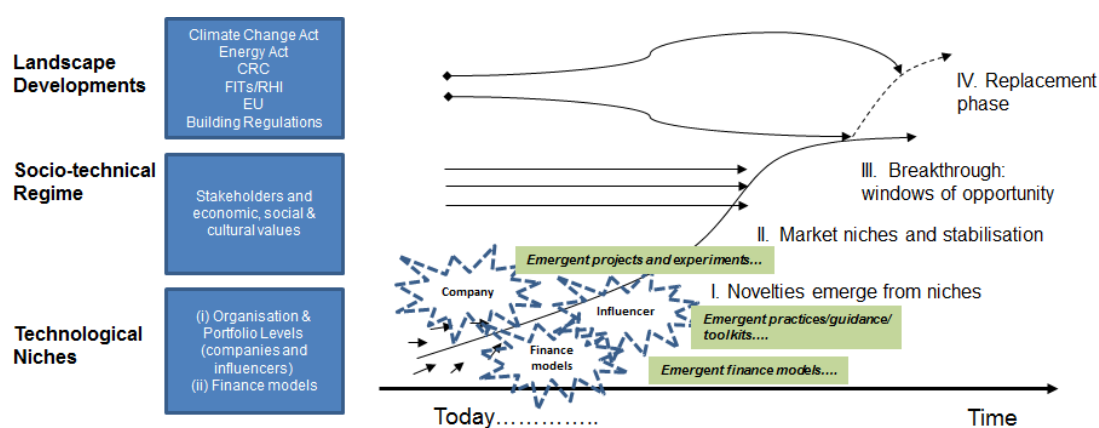 Landscape
Developments
Climate Change Act
Energy Act
CRC
FITs/RHI
EU
Building Regulations
IV. Replacement
phase
Socio-technical
Regime
Stakeholders and
economic, social &
cultural values
III. Breakthrough:
windows of opportunity
II. Market niches and stabilisation
Emergent projects and experiments…
Company
I. Novelties emerge from niches
Influencer
Emergent practices/guidance/
toolkits….
Technological
Niches
(i) Organisation &
Portfolio Levels
(companies and
influencers)
(ii) Finance models
Finance
models
Emergent finance models….
Today…………..
Time